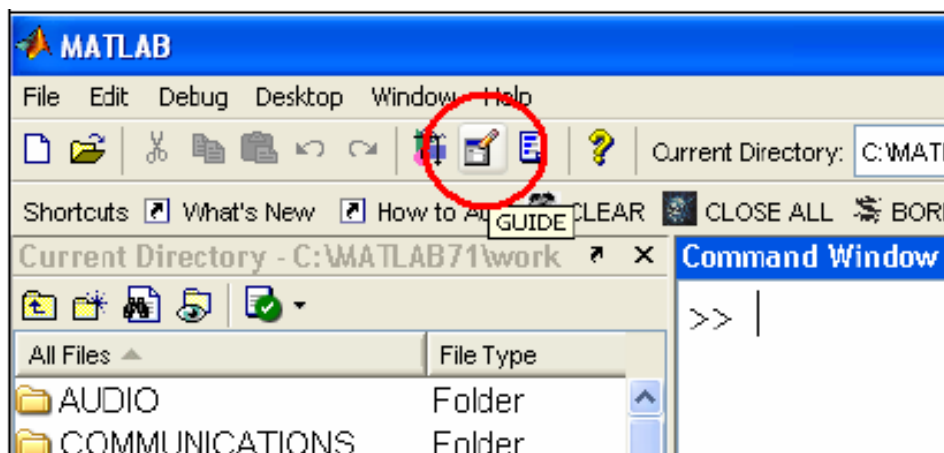 MATLAB
File Edit Debug Desktop Window Help
Current Directory: C:\MATL
Shortcuts What's New How to CLEAR CLOSE ALL BOR
GUIDE
Current Directory - C:\MATLAB71\work
Command Window
>>
All Files File Type
AUDIO Folder
COMMUNICATIONS Folder